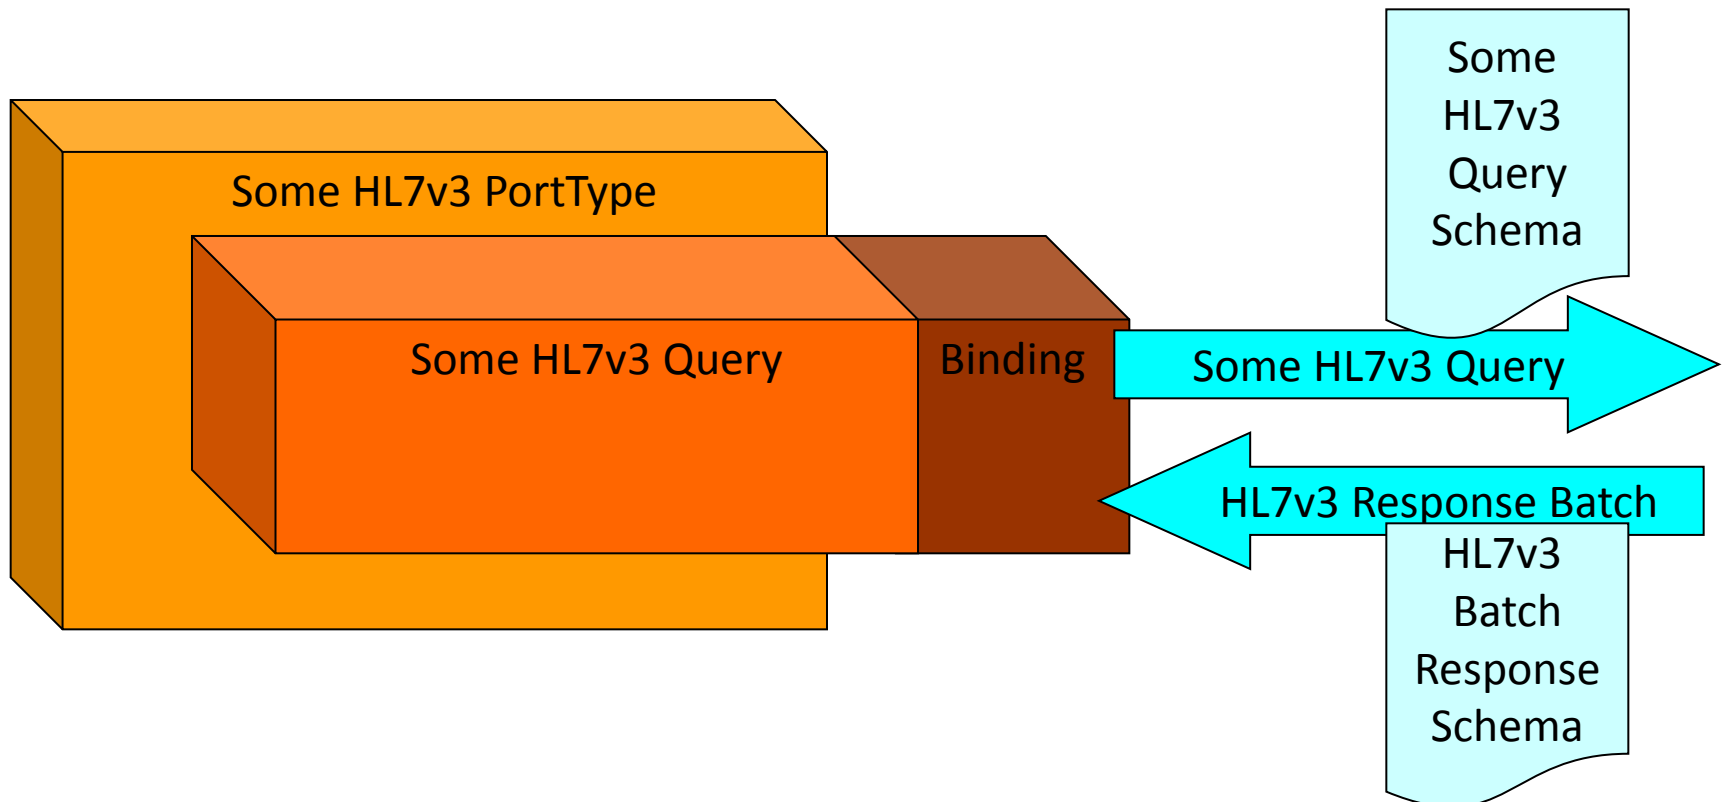 Some HL7v3 PortType
Some HL7v3 Query
Binding
Some
HL7v3
Query
Schema
Some HL7v3 Query
HL7v3 Response Batch
HL7v3
Batch
Response
Schema